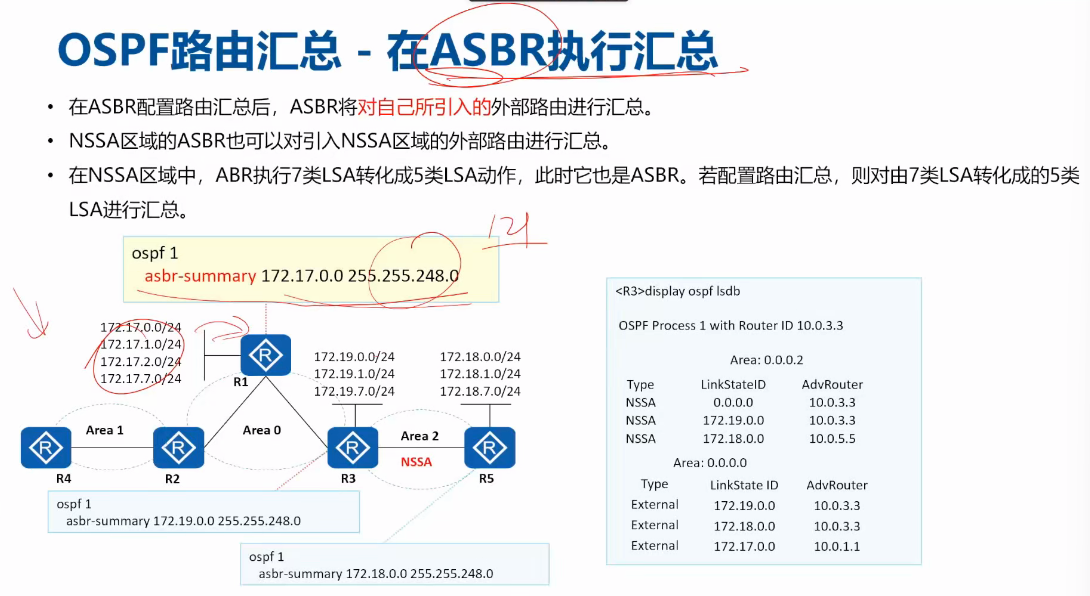 OSPF路由汇总 - 在ASBR执行汇总
• 在ASBR配置路由汇总后，ASBR将对自己所引入的外部路由进行汇总。
• NSSA区域的ASBR也可以对引入NSSA区域的外部路由进行汇总。
• 在NSSA区域中，ABR执行7类LSA转化成5类LSA动作，此时它也是ASBR。若配置路由汇总，则对由7类LSA转化成的5类
LSA进行汇总。
ospf 1
asbr-summary 172.17.0.0 255.255.248.0
121
172.17.0.0/24
172.17.1.0/24
172.17.2.0/24
172.17.7.0/24
R
R1
172.19.0.0/24
172.19.1.0/24
172.19.7.0/24
172.18.0.0/24
172.18.1.0/24
172.18.7.0/24
R
Area 1
R
Area 0
R
Area 2
NSSA
R
R4
R2
R3
R5
ospf 1
asbr-summary 172.19.0.0 255.255.248.0
ospf 1
asbr-summary 172.18.0.0 255.255.248.0
<R3>display ospf lsdb
OSPF Process 1 with Router ID 10.0.3.3
Area: 0.0.0.2
Type LinkStateID AdvRouter
NSSA 0.0.0.0 10.0.3.3
NSSA 172.19.0.0 10.0.3.3
NSSA 172.18.0.0 10.0.5.5
Area: 0.0.0.0
Type LinkState ID AdvRouter
External 172.19.0.0 10.0.3.3
External 172.18.0.0 10.0.3.3
External 172.17.0.0 10.0.1.1